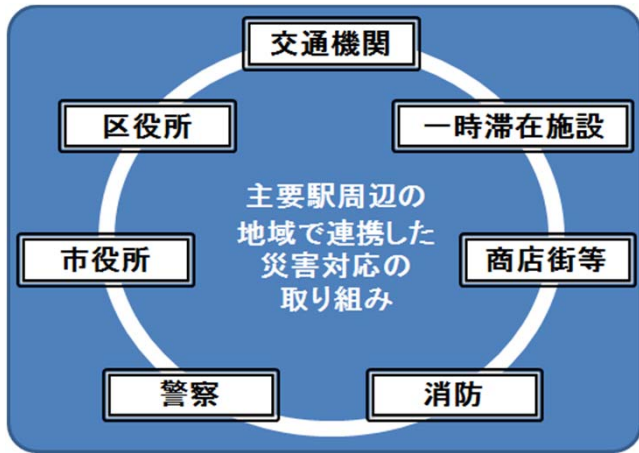 交通機関
区役所
一時滞在施設
主要駅周辺の
地域で連携した
災害対応の
取り組み
市役所
商店街等
警察
消防